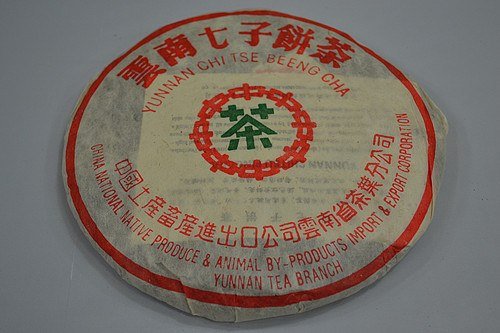 雲南七子餅茶
YUNNAN CHI TSE BEENG CHA
茶
中國土產畜產進出口公司雲南省茶葉分公司
CHINA NATIONAL NATIVE PRODUCE & ANIMAL BY-PRODUCTS IMPORT & EXPORT CORPORATION
YUNNAN TEA BRANCH